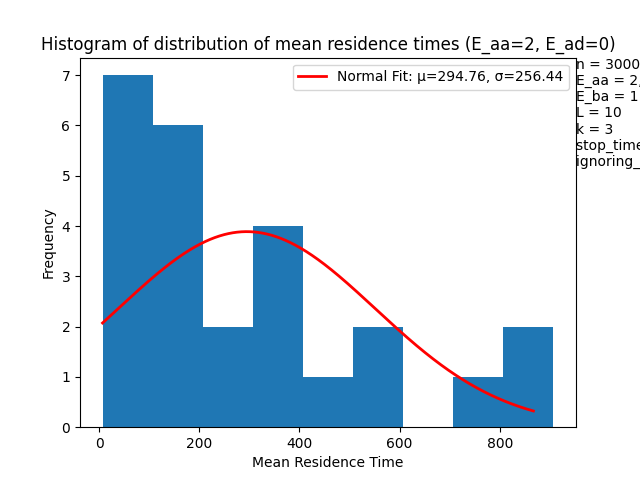 Histogram of distribution of mean residence times (E_aa=2, E_ad=0)
Normal Fit: μ=294.76, σ=256.44
n = 3000
E_aa = 2,
E_ba = 1
L = 10
k = 3
stop_time
ignoring_
7
6
5
4
3
2
1
0
Frequency
0 200 400 600 800
Mean Residence Time